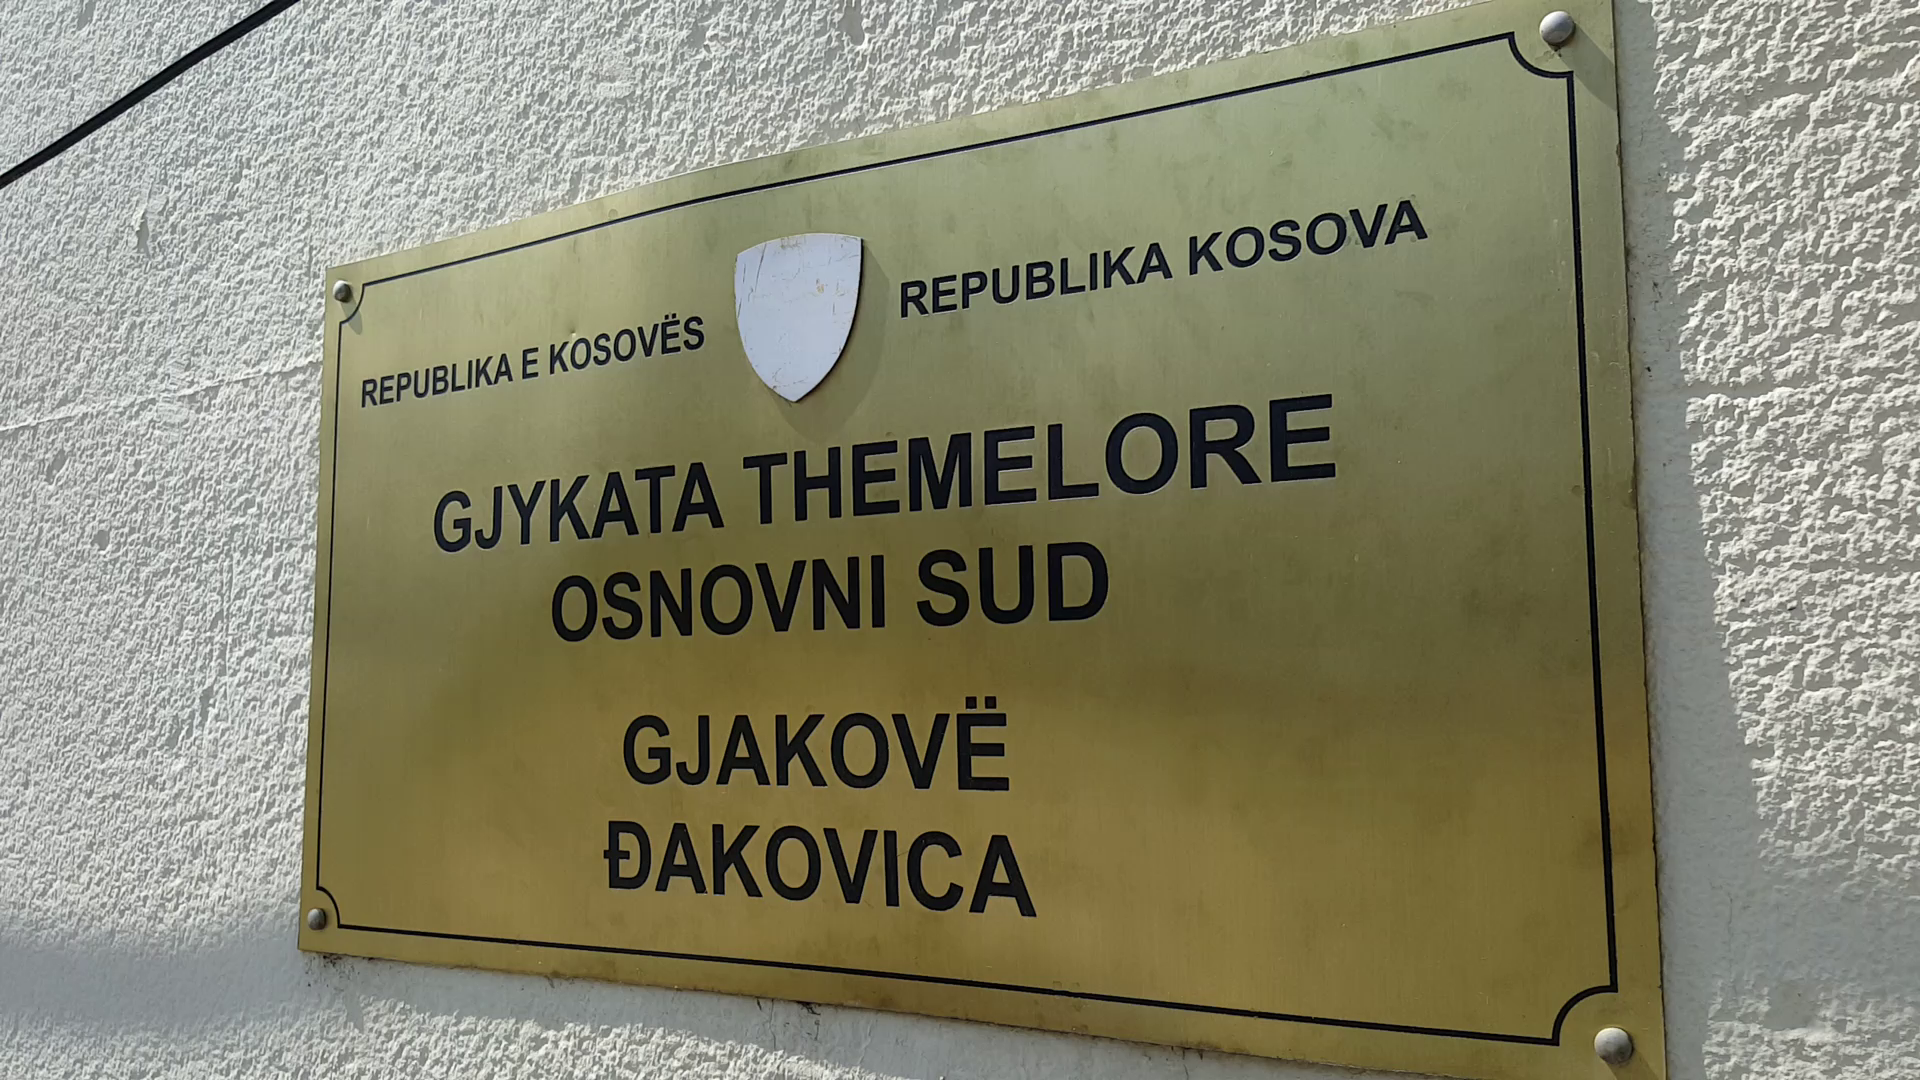 REPUBLIKA E KOSOVËS
REPUBLIKA KOSOVA
GJYKATA THEMELORE
OSNOVNI SUD
GJAKOVË
ĐAKOVICA